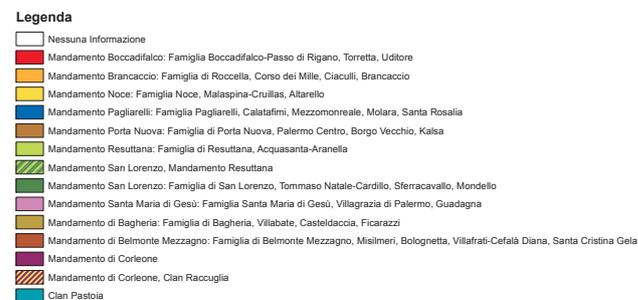 Legenda
Nessuna Informazione
Mandamento Boccadifalco: Famiglia Boccadifalco-Passo di Rigano, Torretta, Uditore
Mandamento Brancaccio: Famiglia di Roccella, Corso dei Mille, Ciaculli, Brancaccio
Mandamento Noce: Famiglia Noce, Malaspina-Cruillas, Altarello
Mandamento Pagliarelli: Famiglia Pagliarelli, Calatafimi, Mezzomonreale, Molara, Santa Rosalia
Mandamento Porta Nuova: Famiglia di Porta Nuova, Palermo Centro, Borgo Vecchio, Kalsa
Mandamento Resuttana: Famiglia di Resuttana, Acquasanta-Aranella
Mandamento San Lorenzo, Mandamento Resuttana
Mandamento San Lorenzo: Famiglia di San Lorenzo, Tommaso Natale-Cardillo, Sferracavallo, Mondello
Mandamento Santa Maria di Gesù: Famiglia Santa Maria di Gesù, Villagrazia di Palermo, Guadagna
Mandamento di Bagheria: Famiglia di Bagheria, Villabate, Casteldaccia, Ficarazzi
Mandamento di Belmonte Mezzagno: Famiglia di Belmonte Mezzagno, Misilmeri, Bolognetta, Villafrati-Cefalà Diana, Santa Cristina Gela
Mandamento di Corleone
Mandamento di Corleone, Clan Raccuglia
Clan Pastoia